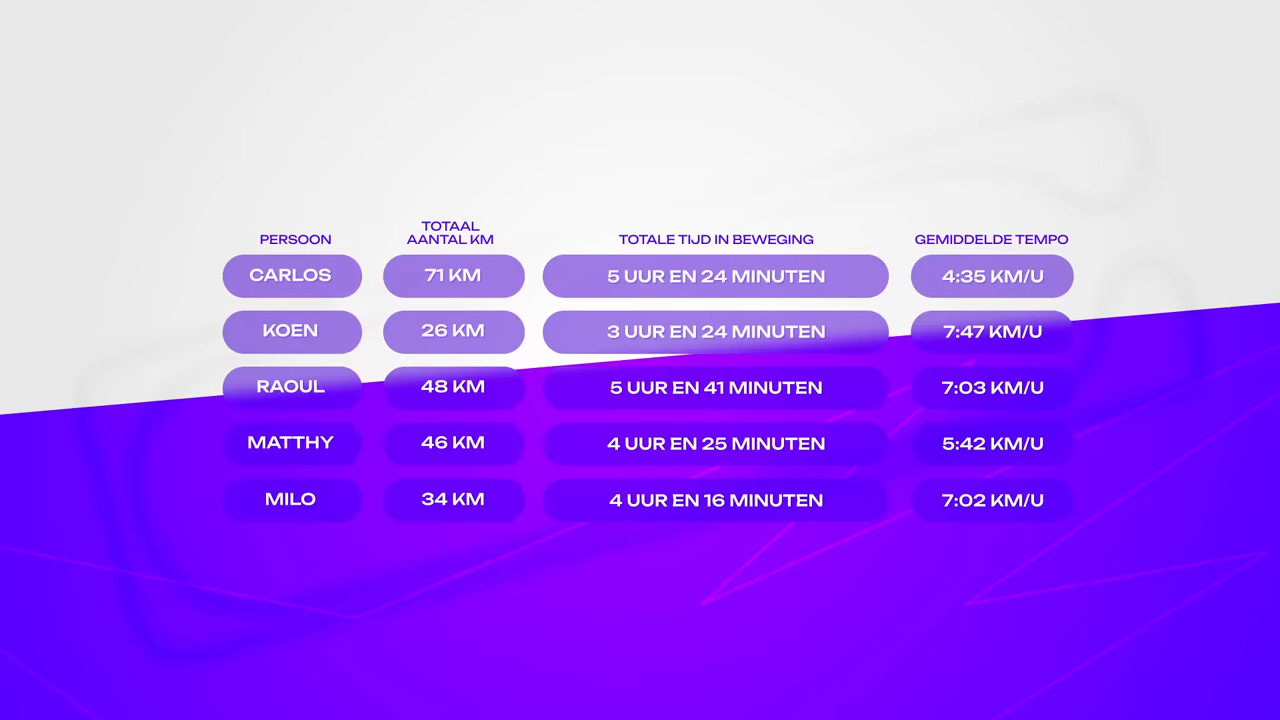 PERSOON TOTAAL AANTAL KM TOTALE TIJD IN BEWEGING GEMIDDELDE TEMPO
CARLOS 71 KM 5 UUR EN 24 MINUTEN 4:35 KM/U
KOEN 26 KM 3 UUR EN 24 MINUTEN 7:47 KM/U
RAOUL 48 KM 5 UUR EN 41 MINUTEN 7:03 KM/U
MATTHY 46 KM 4 UUR EN 25 MINUTEN 5:42 KM/U
MILO 34 KM 4 UUR EN 16 MINUTEN 7:02 KM/U